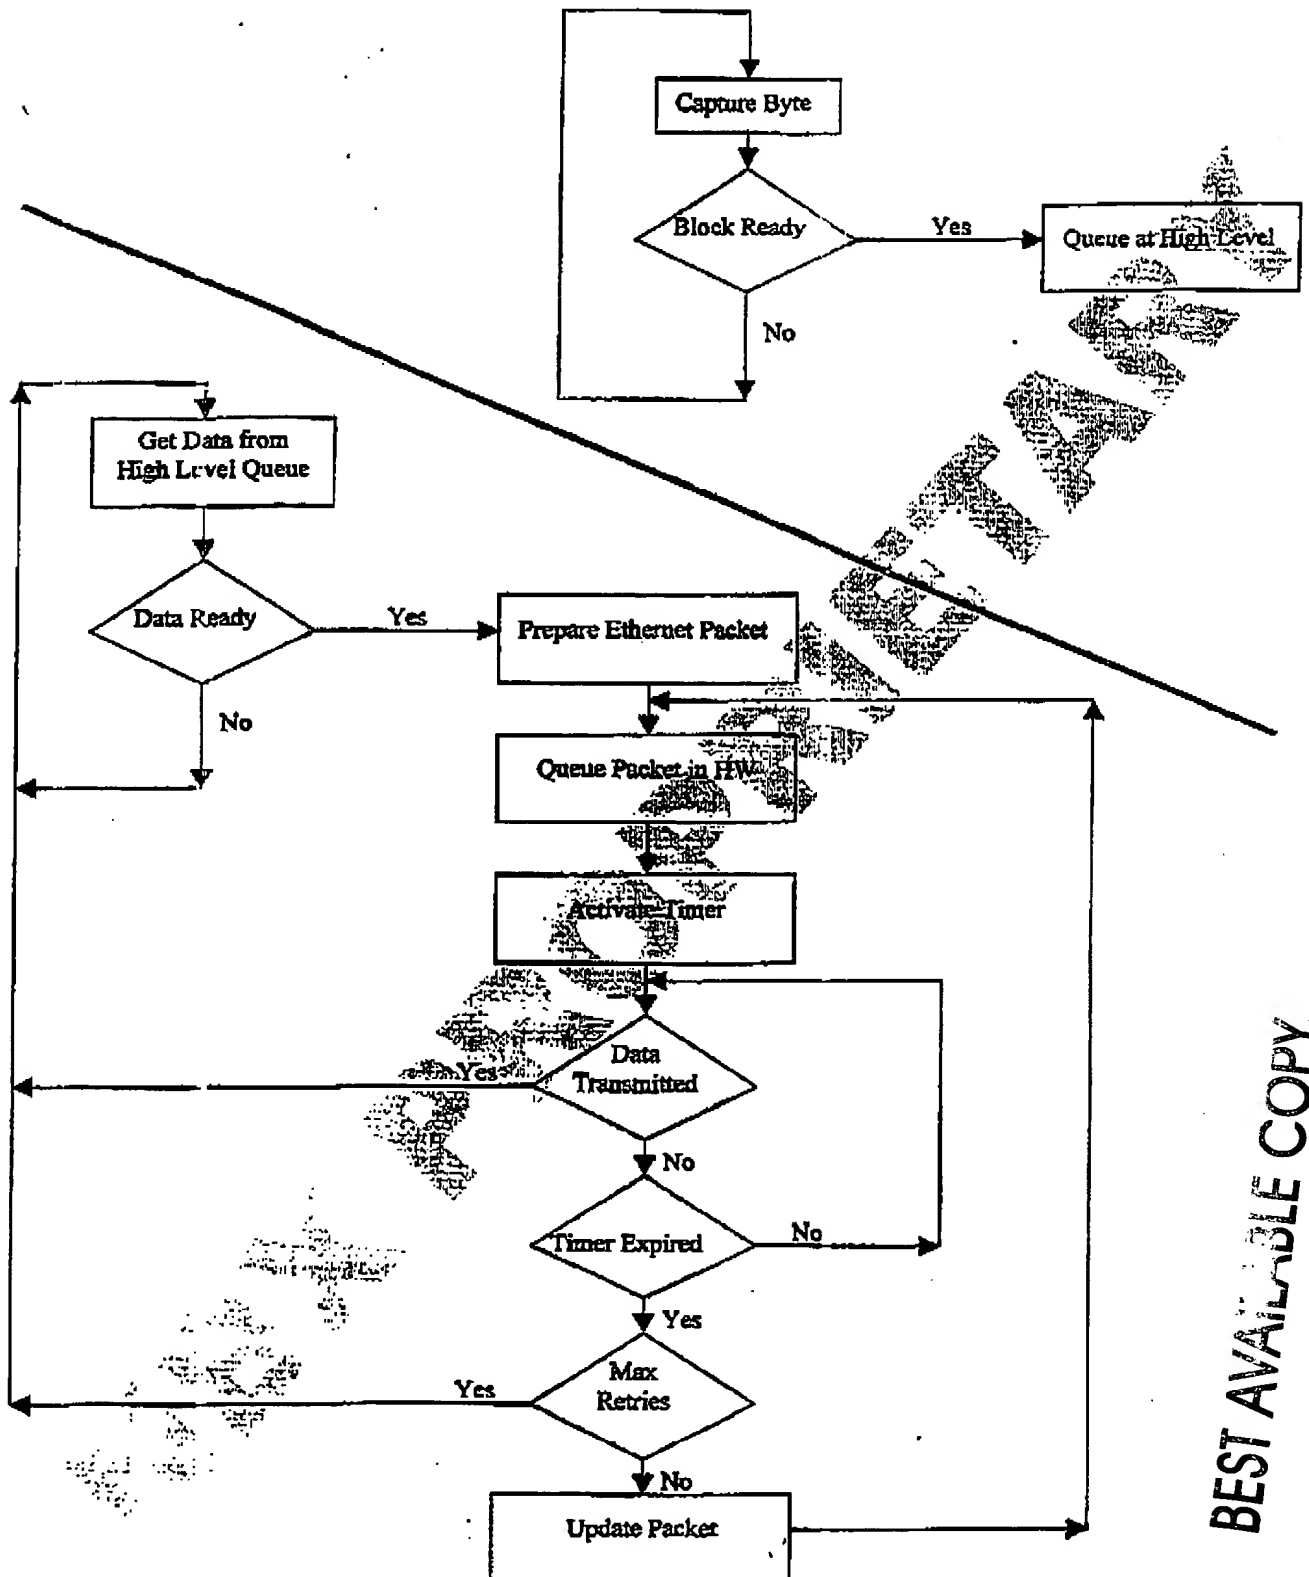 Capture Byte
Block Ready
Yes
Queue at High Level
No
Get Data from
High Level Queue
Data Ready
Yes
Prepare Ethernet Packet
No
Queue Packet in HW
Activate Timer
Data
Transmitted
Yes
No
Timer Expired
No
Yes
Max
Retries
Yes
No
Update Packet
PROPRIETARY
BEST AVAILABLE COPY